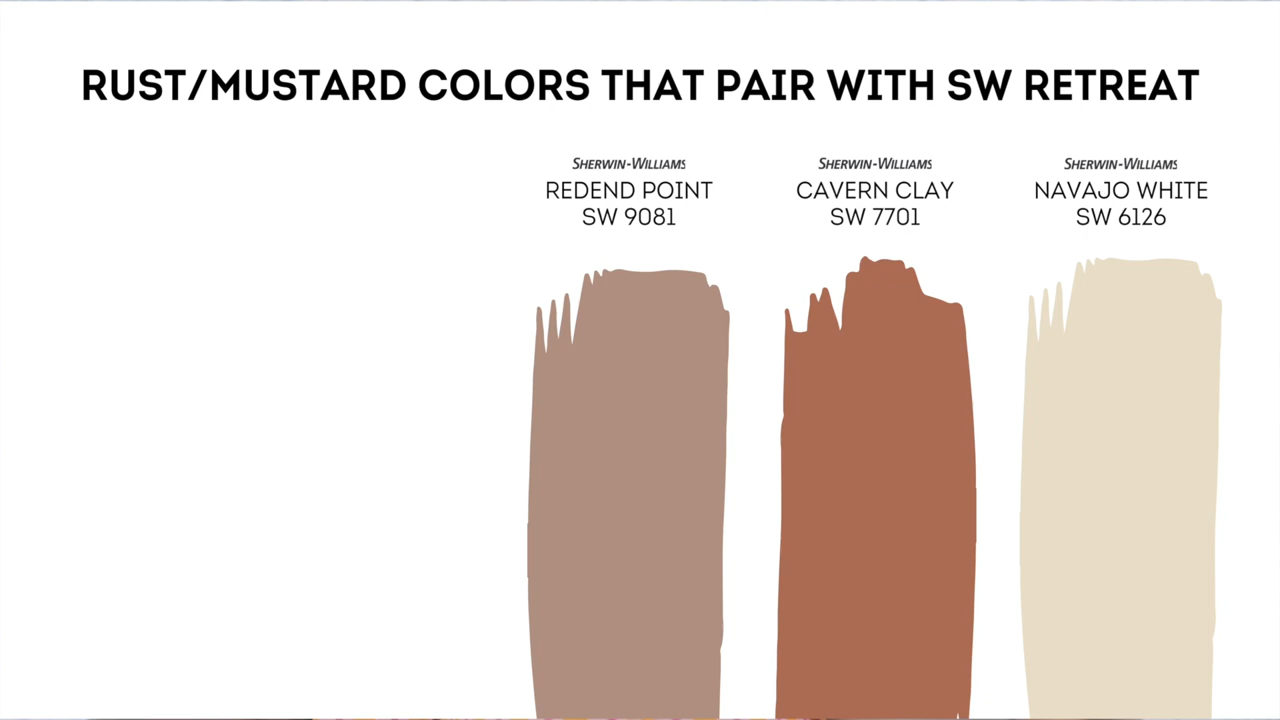 RUST/MUSTARD COLORS THAT PAIR WITH SW RETREAT
SHERWIN-WILLIAMS
REDEND POINT
SW 9081
SHERWIN-WILLIAMS
CAVERN CLAY
SW 7701
SHERWIN-WILLIAMS
NAVAJO WHITE
SW 6126